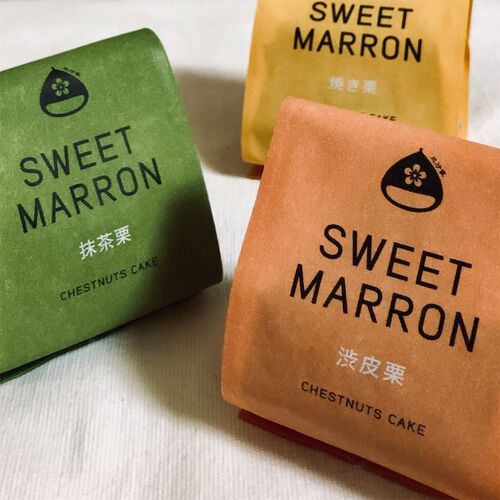 SWEET
MARRON
抹茶栗
CHESTNUTS CAKE
SWEET
MARRON
焼き栗
CAKE
SWEET
MARRON
渋皮栗
CHESTNUTS CAKE